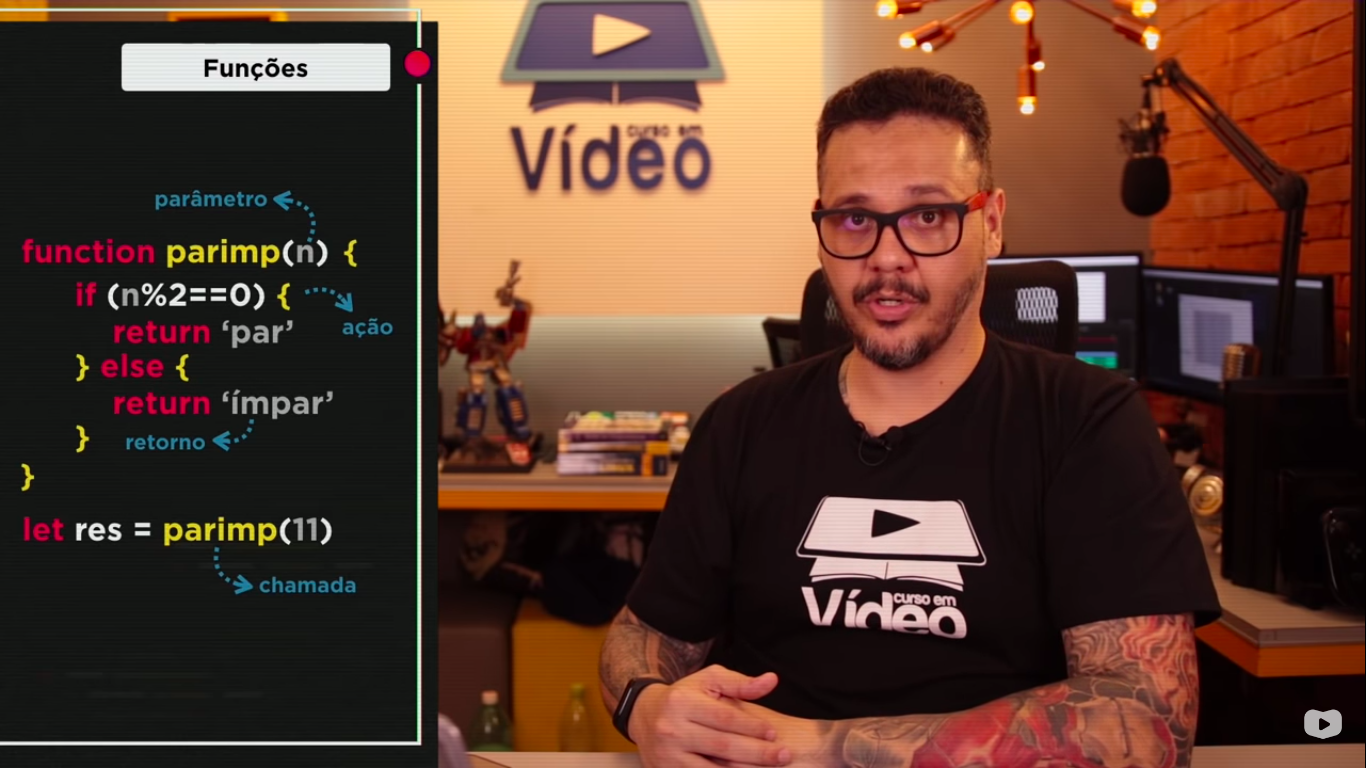 Funções
parâmetro
function parimp(n) {
if (n%2==0) {
ação
return ‘par’
} else {
return ‘ímpar’
}
retorno
}
let res = parimp(11)
chamada
curso em
Vídeo
curso em
Vídeo